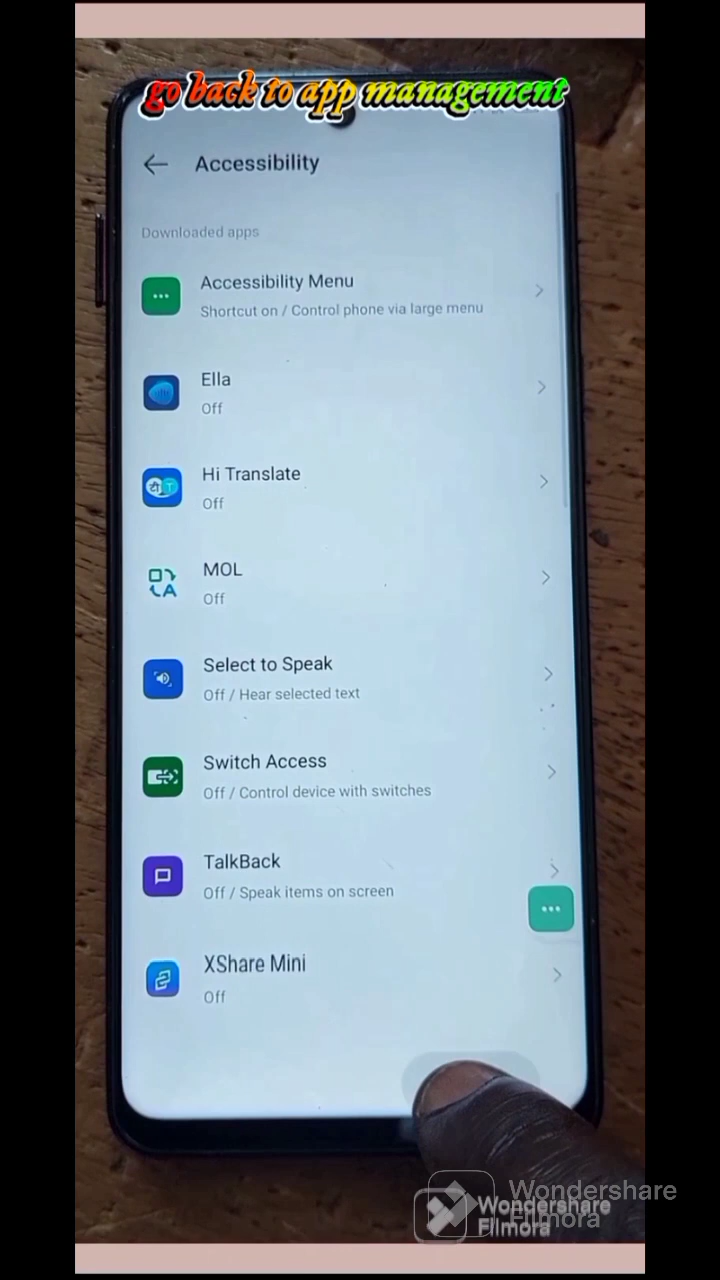 go back to app management
Accessibility
Downloaded apps
Accessibility Menu
Shortcut on / Control phone via large menu
Ella
Off
Hi Translate
Off
MOL
Off
Select to Speak
Off / Hear selected text
Switch Access
Off / Control device with switches
TalkBack
Off / Speak items on screen
XShare Mini
Off
Wondershare
Filmora
Wondershare
Filmora